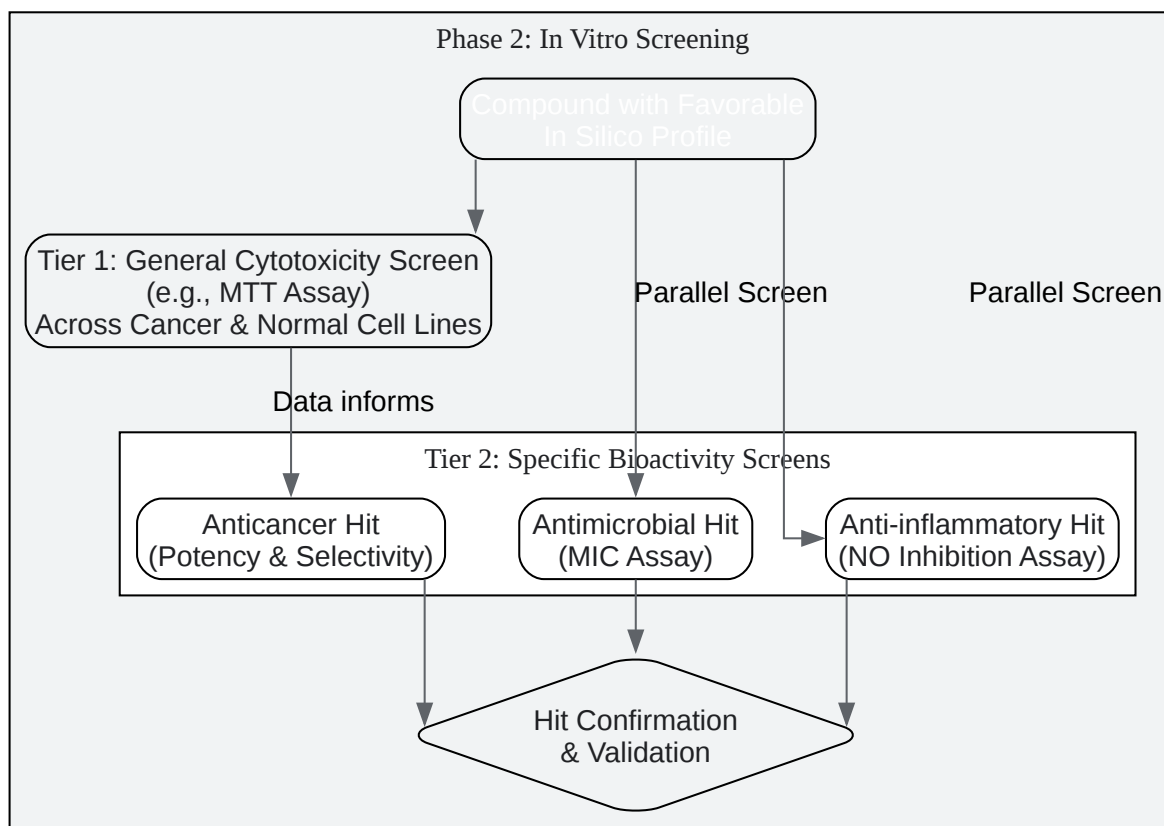 Phase 2: In Vitro Screening
Compound with Favorable
In Silico Profile
Tier 1: General Cytotoxicity Screen
(e.g., MTT Assay)
Across Cancer & Normal Cell Lines
Parallel Screen
Parallel Screen
Data informs
Tier 2: Specific Bioactivity Screens
Anticancer Hit
(Potency & Selectivity)
Antimicrobial Hit
(MIC Assay)
Anti-inflammatory Hit
(NO Inhibition Assay)
Hit Confirmation
& Validation